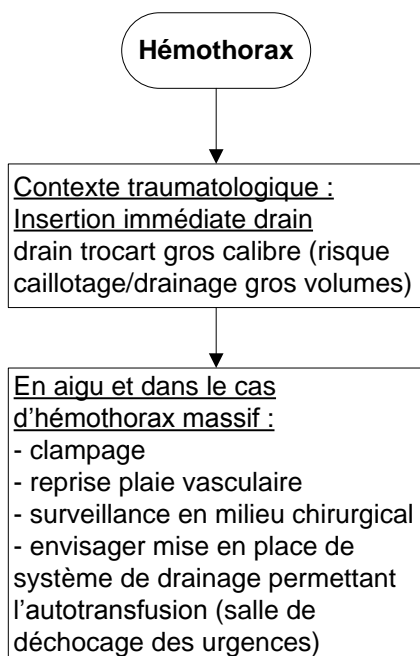 Hémothorax
Contexte traumatologique :
Insertion immédiate drain
drain trocart gros calibre (risque
caillotage/drainage gros volumes)
En aigu et dans le cas
d’hémothorax massif :
- clampage
- reprise plaie vasculaire
- surveillance en milieu chirurgical
- envisager mise en place de
système de drainage permettant
l’autotransfusion (salle de
déchocage des urgences)